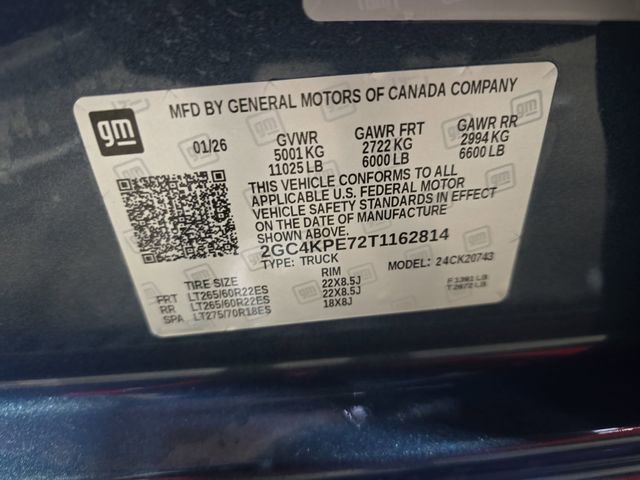 gm
MFD BY GENERAL MOTORS OF CANADA COMPANY
01/26
GVWR
5001 KG
11025 LB
GAWR FRT
2722 KG
6000 LB
GAWR RR
2994 KG
6600 LB
THIS VEHICLE CONFORMS TO ALL
APPLICABLE U.S. FEDERAL MOTOR
VEHICLE SAFETY STANDARDS IN EFFECT
ON THE DATE OF MANUFACTURE
SHOWN ABOVE.
2GC4KPE72T1162814
TYPE: TRUCK
MODEL: 24CK20743
TIRE SIZE RIM
FRT LT265/60R22ES 22X8.5J
RR LT265/60R22ES 22X8.5J
SPA LT275/70R18ES 18X8J